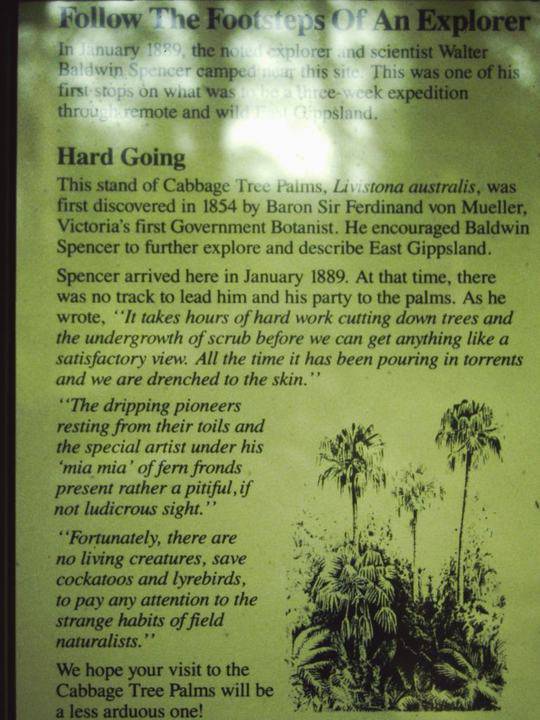 Follow The Footsteps Of An Explorer
In January 1889, the noted explorer and scientist Walter
Baldwin Spencer camped near this site. This was one of his
first stops on what was to be a three-week expedition
through remote and wild East Gippsland.
Hard Going
This stand of Cabbage Tree Palms, Livistona australis, was
first discovered in 1854 by Baron Sir Ferdinand von Mueller,
Victoria's first Government Botanist. He encouraged Baldwin
Spencer to further explore and describe East Gippsland.
Spencer arrived here in January 1889. At that time, there
was no track to lead him and his party to the palms. As he
wrote, ‘‘It takes hours of hard work cutting down trees and
the undergrowth of scrub before we can get anything like a
satisfactory view. All the time it has been pouring in torrents
and we are drenched to the skin.’’
‘‘The dripping pioneers
resting from their toils and
the special artist under his
‘mia mia’ of fern fronds
present rather a pitiful, if
not ludicrous sight.’’
‘‘Fortunately, there are
no living creatures, save
cockatoos and lyrebirds,
to pay any attention to the
strange habits of field
naturalists.’’
We hope your visit to the
Cabbage Tree Palms will be
a less arduous one!